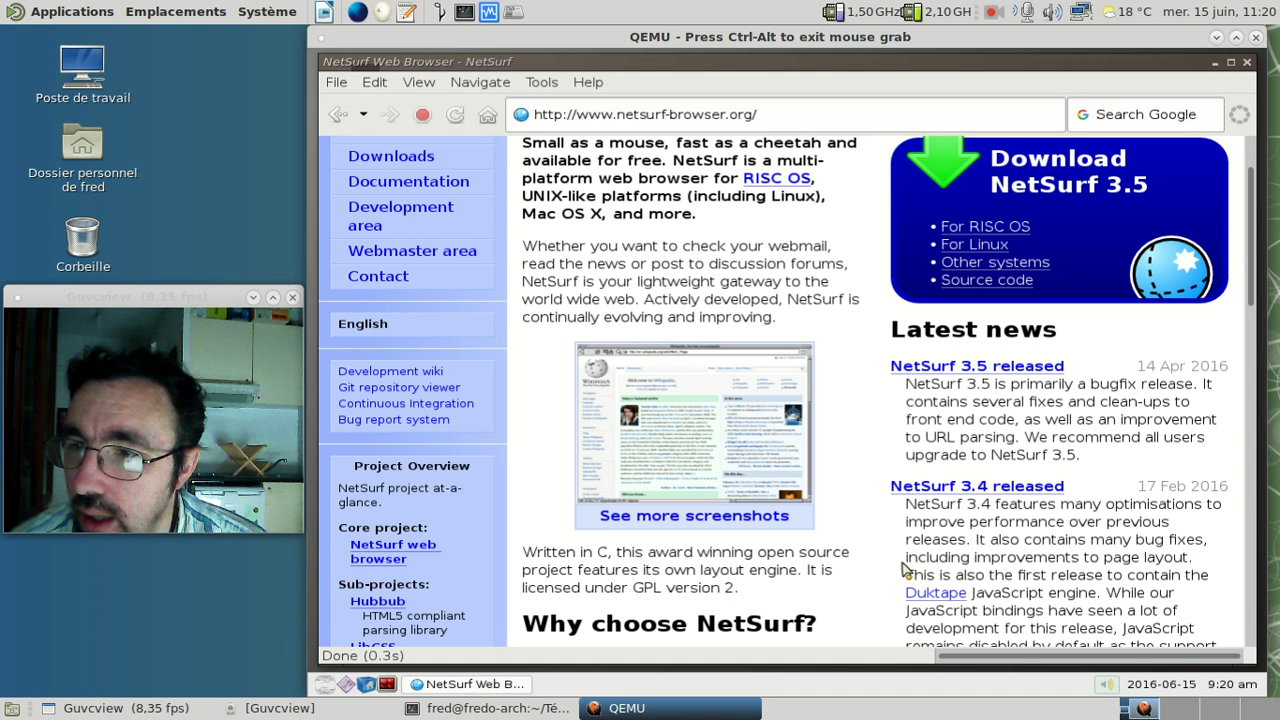 Applications Emplacements Système 1,50 GHz 2,10 GH 18 °C mer. 15 juin, 11:20
Poste de travail
Dossier personnel
de fred
Corbeille
Guvcview (8,35 fps)
QEMU - Press Ctrl-Alt to exit mouse grab
NetSurf Web Browser - NetSurf
File Edit View Navigate Tools Help
http://www.netsurf-browser.org/ Search Google
Downloads
Documentation
Development
area
Webmaster area
Contact
English
Development wiki
Git repository viewer
Continuous integration
Bug report system
Project Overview
NetSurf project at-a-
glance.
Core project:
NetSurf web
browser
Sub-projects:
Hubbub
HTML5 compliant
parsing library
LibCSS
Small as a mouse, fast as a cheetah and
available for free. NetSurf is a multi-
platform web browser for RISC OS,
UNIX-like platforms (including Linux),
Mac OS X, and more.
Whether you want to check your webmail,
read the news or post to discussion forums,
NetSurf is your lightweight gateway to the
world wide web. Actively developed, NetSurf is
continually evolving and improving.
See more screenshots
Written in C, this award winning open source
project features its own layout engine. It is
licensed under GPL version 2.
Why choose NetSurf?
Download
NetSurf 3.5
• For RISC OS
• For Linux
• Other systems
• Source code
Latest news
NetSurf 3.5 released 14 Apr 2016
NetSurf 3.5 is primarily a bugfix release. It
contains several fixes and clean-ups to
front end code, as well as improvement
to URL parsing. We recommend all users
upgrade to NetSurf 3.5.
NetSurf 3.4 released 17 Feb 2016
NetSurf 3.4 features many optimisations to
improve performance over previous
releases. It also contains many bug fixes,
including improvements to page layout.
This is also the first release to contain the
Duktape JavaScript engine. While our
JavaScript bindings have seen a lot of
development for this release, JavaScript
remains disabled by default as the support
Done (0.3s)
NetSurf Web B... 2016-06-15 9:20 am
Guvcview (8,35 fps) [Guvcview] fred@fredo-arch:~/Té... QEMU